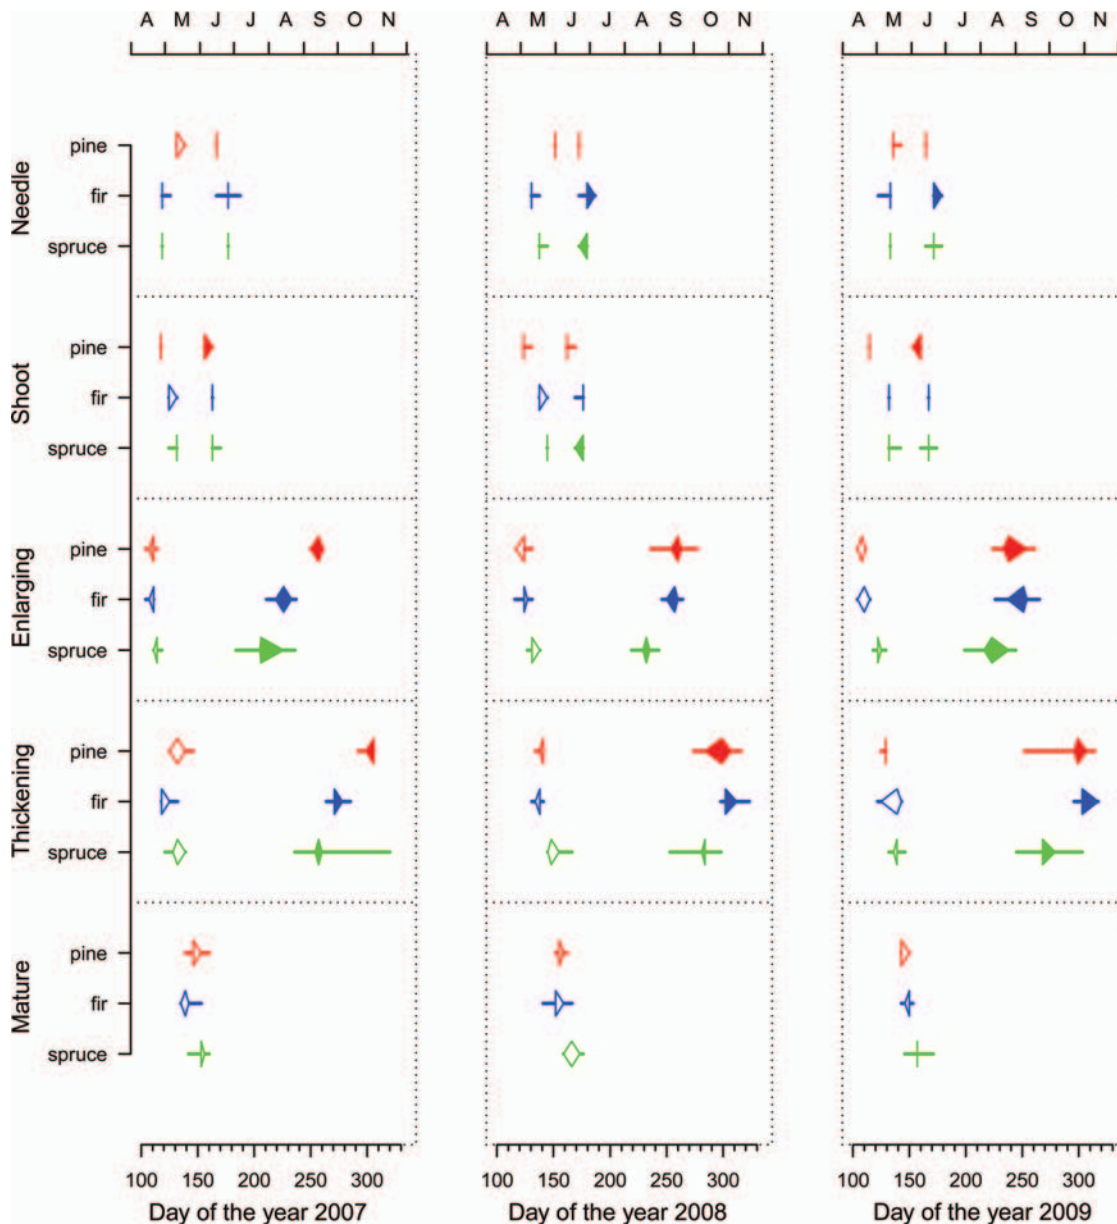 A M J J A S O N A M J J A S O N A M J J A S O N
Needle
pine
fir
spruce
Shoot
pine
fir
spruce
Enlarging
pine
fir
spruce
Thickening
pine
fir
spruce
Mature
pine
fir
spruce
100 150 200 250 300 100 150 200 250 300 100 150 200 250 300
Day of the year 2007 Day of the year 2008 Day of the year 2009